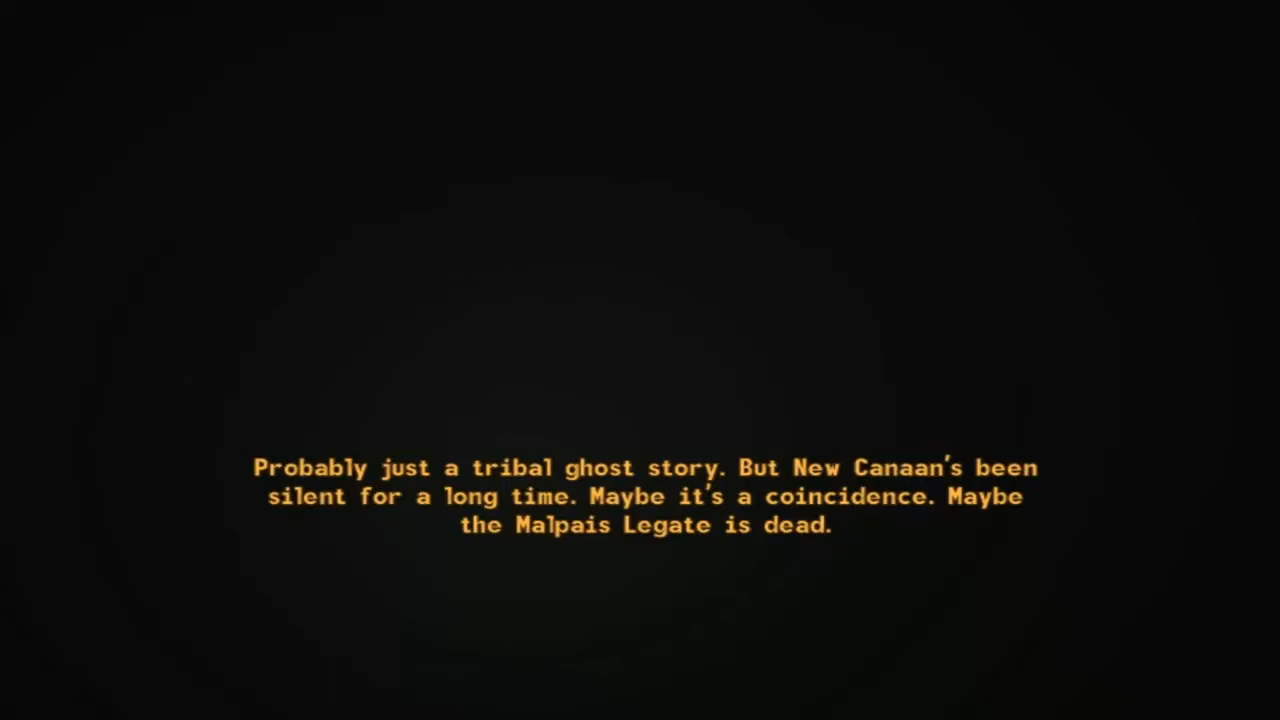 Probably just a tribal ghost story. But New Canaan's been
silent for a long time. Maybe it's a coincidence. Maybe
the Malpais Legate is dead.